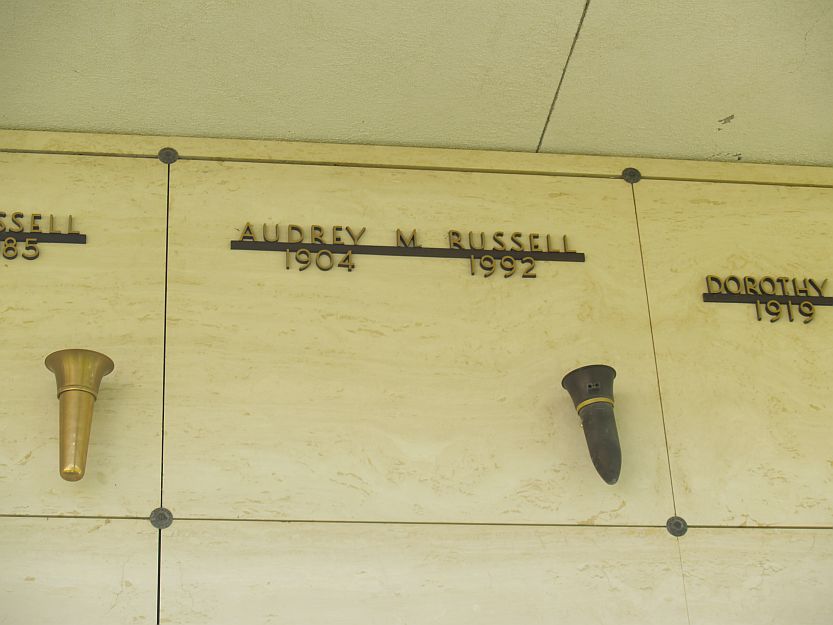 SSELL
85
AUDREY M. RUSSELL
1904 1992
DOROTHY
1919